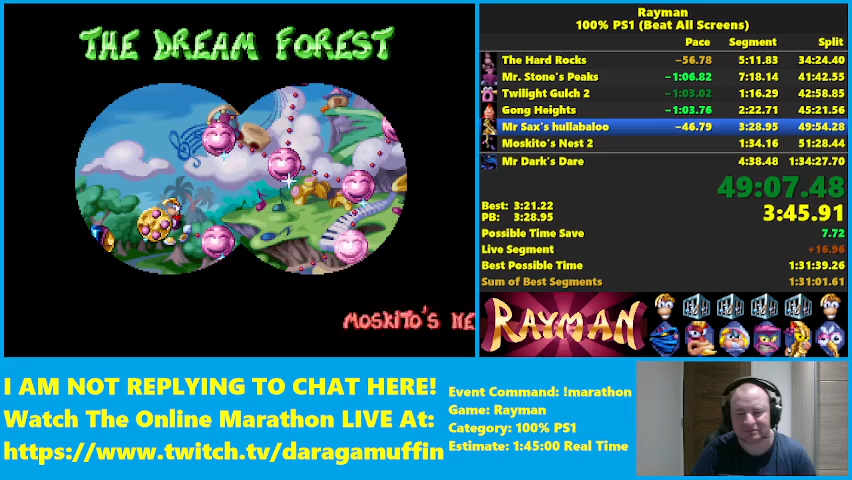 THE DREAM FOREST
MOSKITO'S NE
Rayman
100% PS1 (Beat All Screens)
Pace Segment Split
The Hard Rocks −56.78 5:11.83 34:24.40
Mr. Stone's Peaks −1:06.82 7:18.14 41:42.55
Twilight Gulch 2 −1:03.02 1:16.29 42:58.85
Gong Heights −1:03.76 2:22.71 45:21.56
Mr Sax's hullabaloo −46.79 3:28.95 49:54.28
Moskito's Nest 2 1:34.16 51:28.44
Mr Dark's Dare 4:38.48 1:34:27.70
49:07.48
Best: 3:21.22
PB: 3:28.95
3:45.91
Possible Time Save 7.72
Live Segment +16.96
Best Possible Time 1:31:39.26
Sum of Best Segments 1:31:01.61
RAYMAN
I AM NOT REPLYING TO CHAT HERE!
Watch The Online Marathon LIVE At:
https://www.twitch.tv/daragamuffin
Event Command: !marathon
Game: Rayman
Category: 100% PS1
Estimate: 1:45:00 Real Time